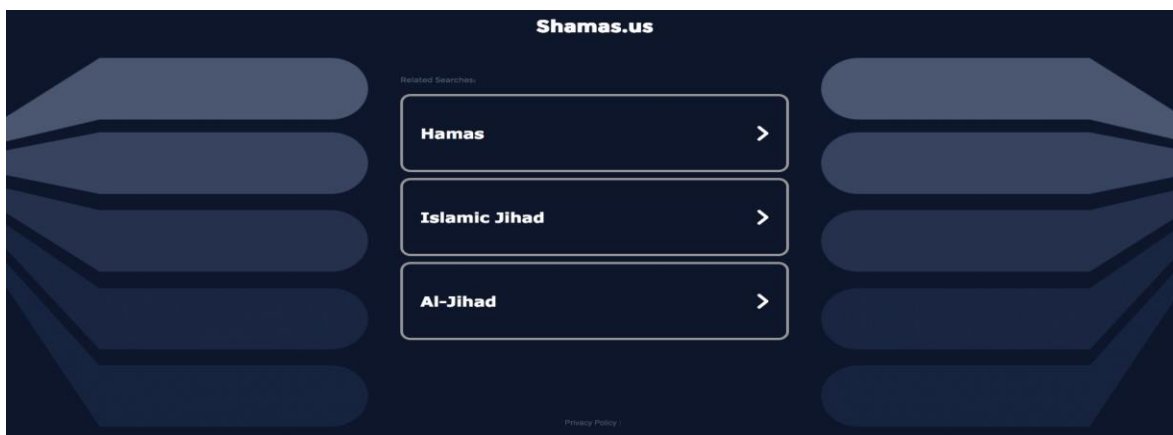 Shamas.us
Related Searches:
Hamas
Islamic Jihad
Al-Jihad
Privacy Policy |